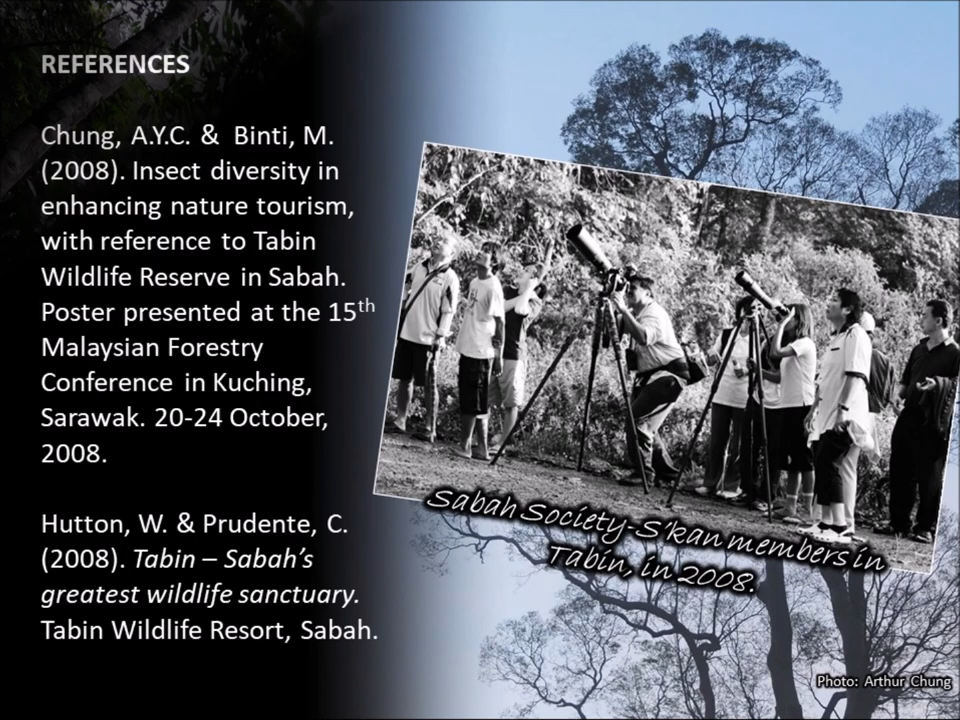 REFERENCES
Chung, A.Y.C. & Binti, M.
(2008). Insect diversity in
enhancing nature tourism,
with reference to Tabin
Wildlife Reserve in Sabah.
Poster presented at the 15th
Malaysian Forestry
Conference in Kuching,
Sarawak. 20-24 October,
2008.
Hutton, W. & Prudente, C.
(2008). Tabin – Sabah's
greatest wildlife sanctuary.
Tabin Wildlife Resort, Sabah.
Sabah Society-S'kan members in
Tabin, in 2008.
Photo: Arthur Chung